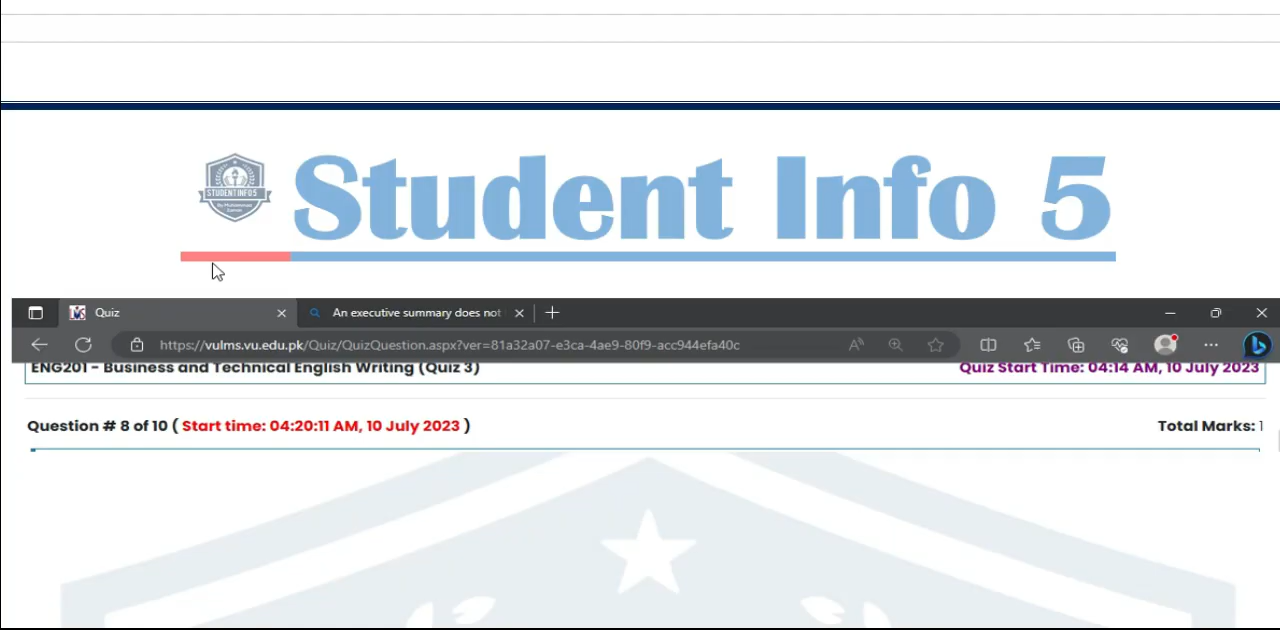 STUDENTINFO5
Student Info 5
Quiz
An executive summary does not
https://vulms.vu.edu.pk/Quiz/QuizQuestion.aspx?ver=81a32a07-e3ca-4ae9-80f9-acc944efa40c
ENG201 - Business and Technical English Writing (Quiz 3)
Quiz Start Time: 04:14 AM, 10 July 2023
Question # 8 of 10 ( Start time: 04:20:11 AM, 10 July 2023 )
Total Marks: 1